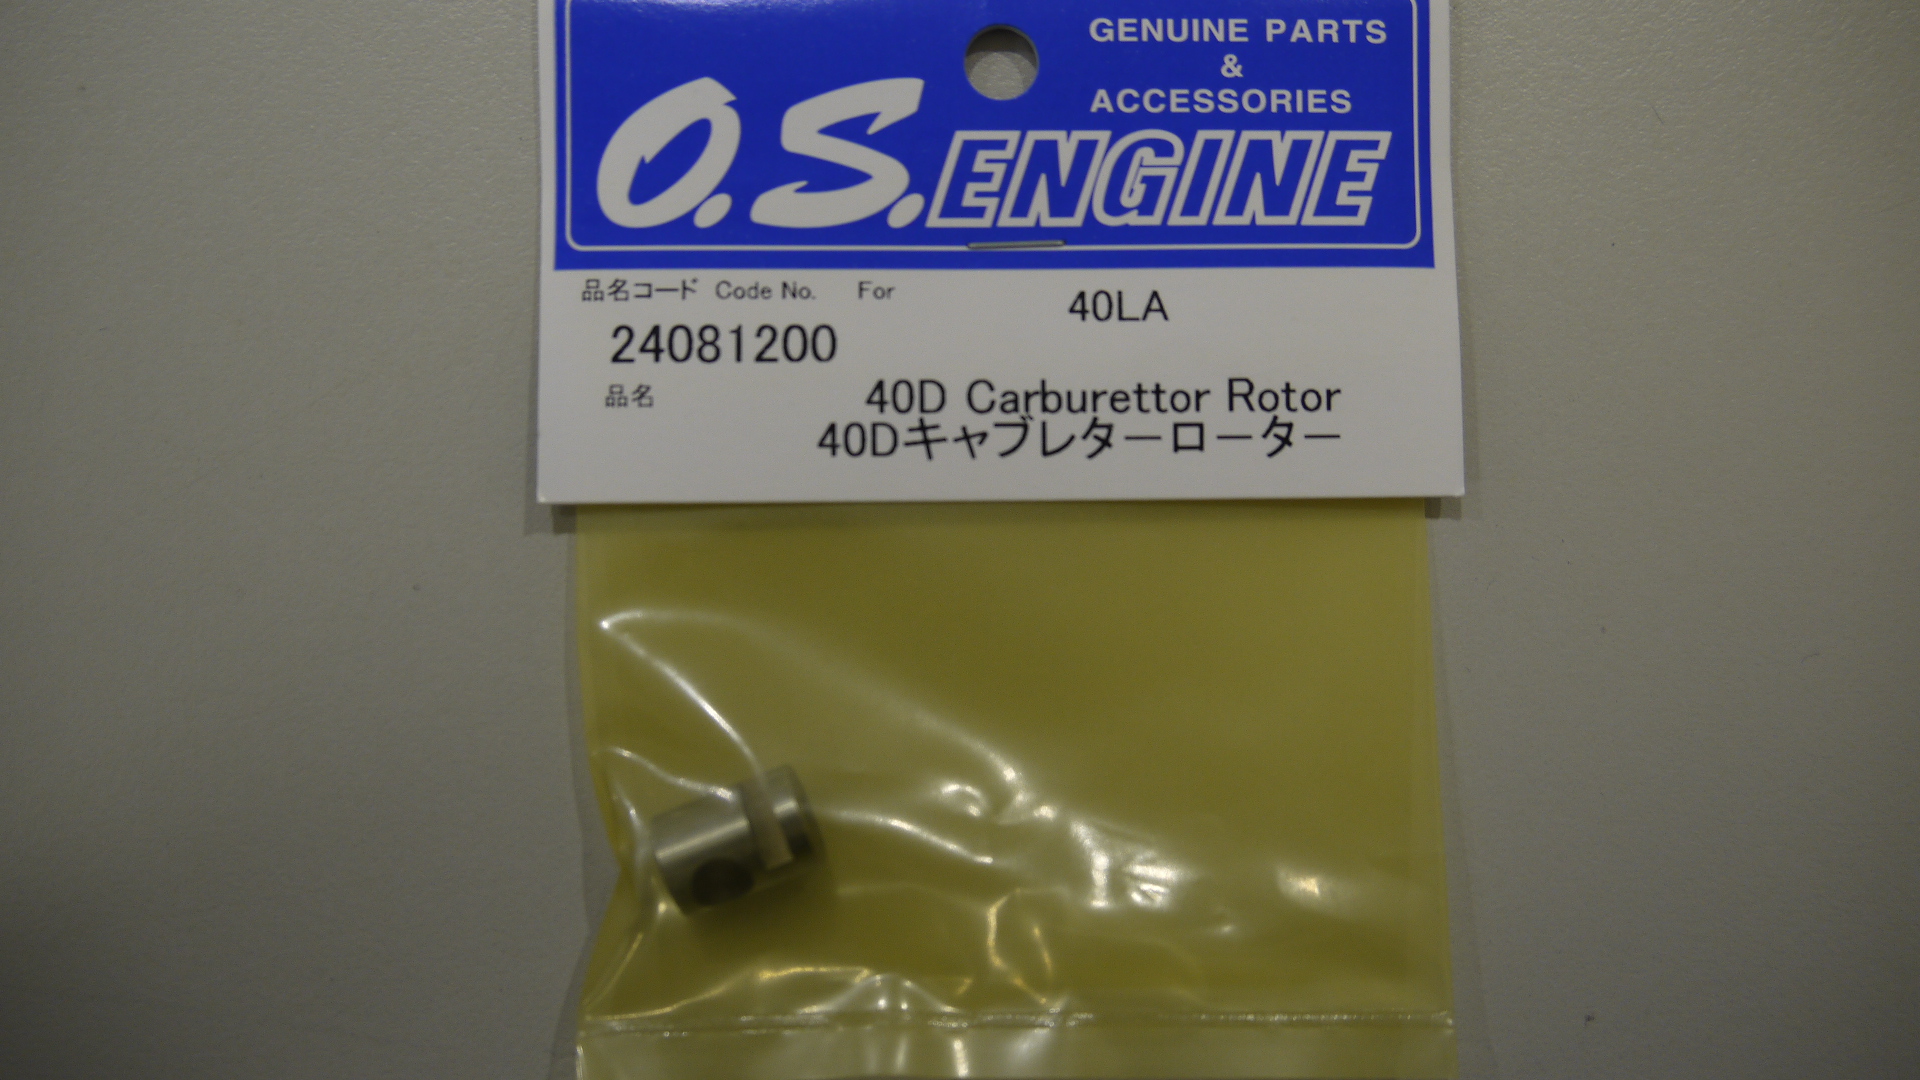 GENUINE PARTS
&
ACCESSORIES
O.S.ENGINE
品名コード Code No. For
40LA
24081200
品名
40D Carburettor Rotor
40Dキャブレターローター